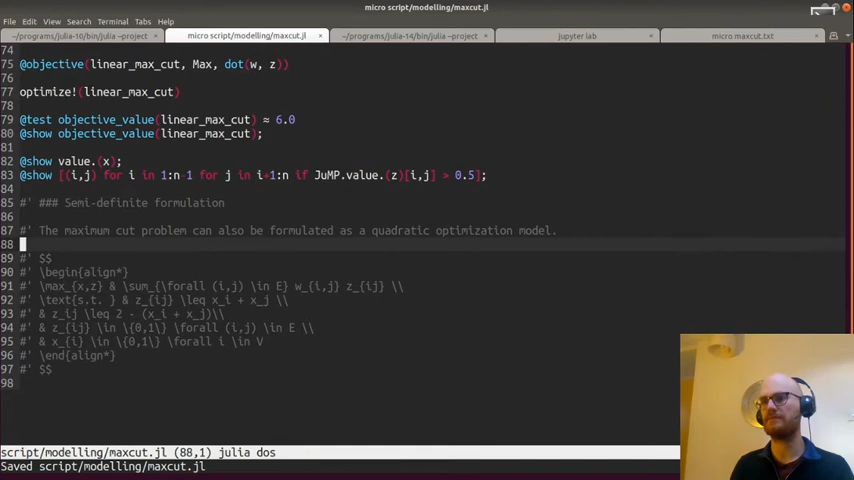 micro script/modelling/maxcut.jl
File Edit View Search Terminal Tabs Help
~/programs/julia-10/bin/julia --project × micro script/modelling/maxcut.jl × ~/programs/julia-14/bin/julia --project × jupyter lab × micro maxcut.txt ×
74
75 @objective(linear_max_cut, Max, dot(w, z))
76
77 optimize!(linear_max_cut)
78
79 @test objective_value(linear_max_cut) ≈ 6.0
80 @show objective_value(linear_max_cut);
81
82 @show value.(x);
83 @show [(i,j) for i in 1:n-1 for j in i+1:n if JuMP.value.(z)[i,j] > 0.5];
84
85 #' ### Semi-definite formulation
86
87 #' The maximum cut problem can also be formulated as a quadratic optimization model.
88
89 #' $$
90 #' \begin{align*}
91 #' \max_{x,z} & \sum_{\forall (i,j) \in E} w_{i,j} z_{ij} \\
92 #' \text{s.t. } & z_{ij} \leq x_i + x_j \\
93 #' & z_ij \leq 2 - (x_i + x_j)\\
94 #' & z_{ij} \in \{0,1\} \forall (i,j) \in E \\
95 #' & x_{i} \in \{0,1\} \forall i \in V
96 #' \end{align*}
97 #' $$
98
script/modelling/maxcut.jl (88,1) julia dos
Saved script/modelling/maxcut.jl